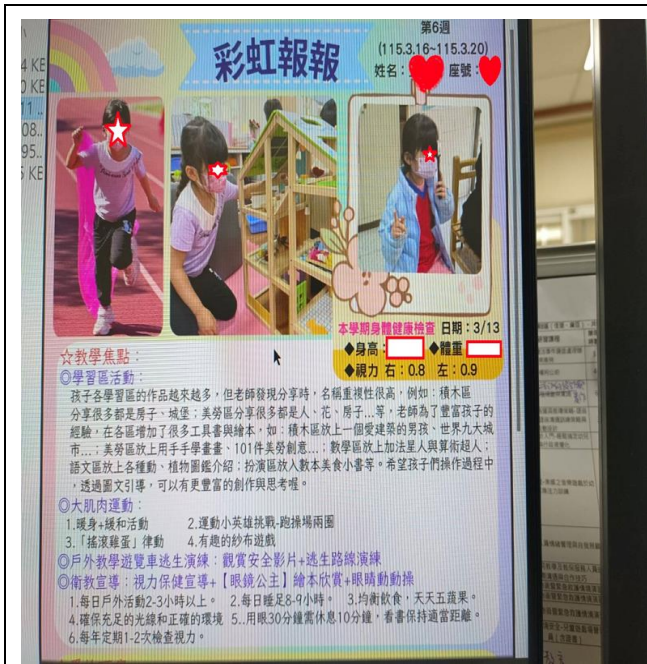 第6週
彩虹報報
(115.3.16~115.3.20)
姓名： 座號：
4 KE
0 KE
11 ..
08..
95..
6 KE
本學期身體健康檢查 日期：3/13
◆身高： ◆體重
◆視力 右：0.8 左：0.9
☆教學焦點：
◎學習區活動：
孩子各學習區的作品越來越多，但老師發現分享時，名稱重複性很高，例如：積木區
分享很多都是房子、城堡；美勞區分享很多都是人、花、房子...等，老師為了豐富孩子的
經驗，在各區增加了很多工具書與繪本，如：積木區放上一個愛建築的男孩、世界九大城
市...；美勞區放上用手手學畫畫、101件美勞創意...；數學區放上加法星人與算術超人；
語文區放上各種動、植物圖鑑介紹；扮演區放入數本美食小書等。希望孩子們操作過程中
，透過圖文引導，可以有更豐富的創作與思考喔。
◎大肌肉運動：
1.暖身+緩和活動 2.運動小英雄挑戰-跑操場兩圈
3.「搖滾雞蛋」律動 4.有趣的紗布遊戲
◎戶外教學遊覽車逃生演練：觀賞安全影片+逃生路線演練
◎衛教宣導：視力保健宣導+【眼鏡公主】繪本欣賞+眼睛動動操
1.每日戶外活動2-3小時以上。 2.每日睡足8-9小時。 3.均衡飲食，天天五蔬果。
4.確保充足的光線和正確的環境 5..用眼30分鐘需休息10分鐘，看書保持適當距離。
6.每年定期1-2次檢查視力。